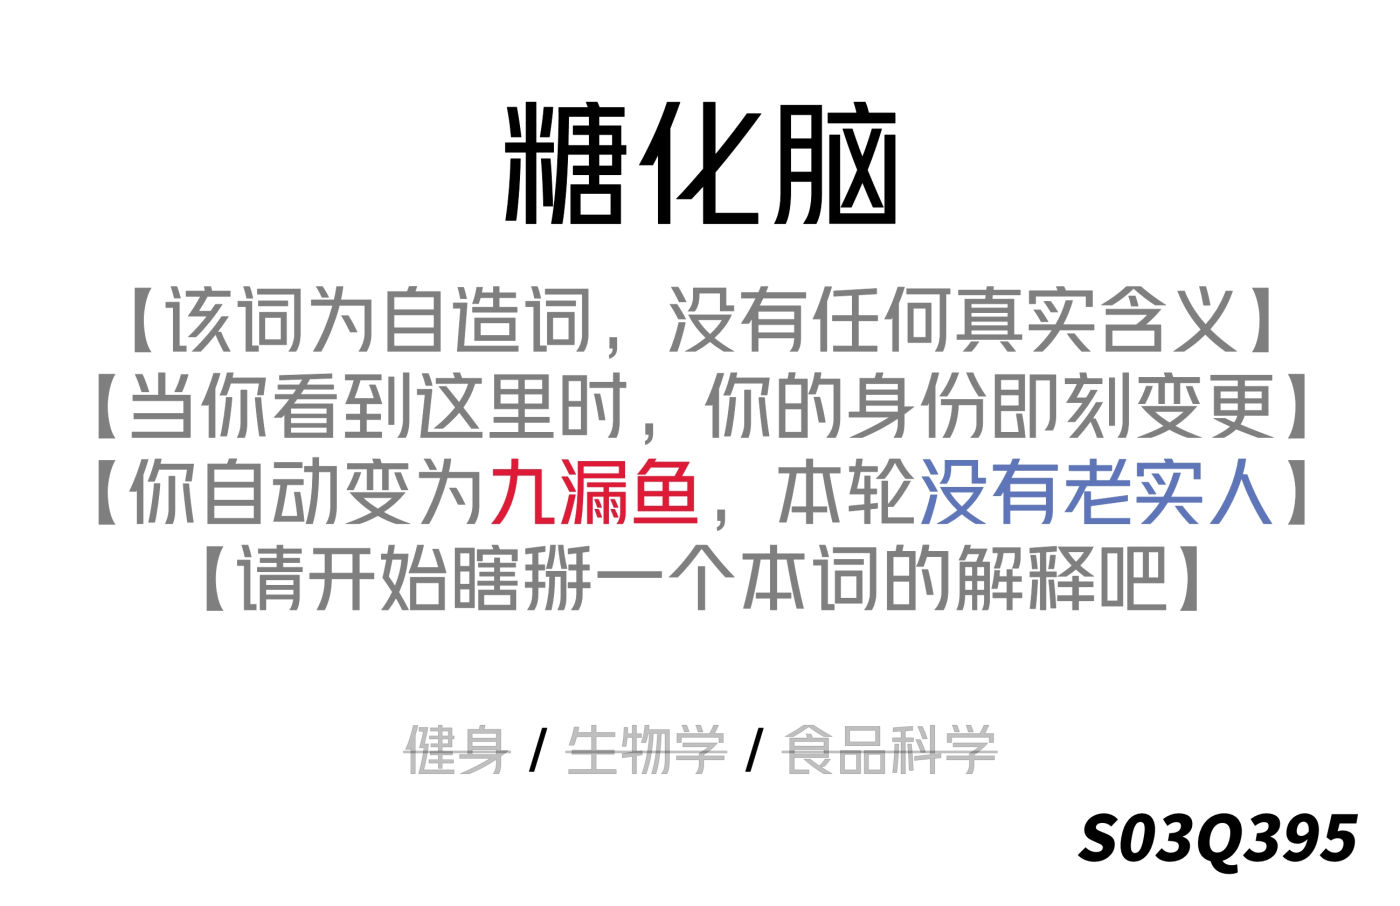 糖化脑
【该词为自造词，没有任何真实含义】
【当你看到这里时，你的身份即刻变更】
【你自动变为九漏鱼，本轮没有老实人】
【请开始瞎掰一个本词的解释吧】
健身 / 生物学 / 食品科学
S03Q395